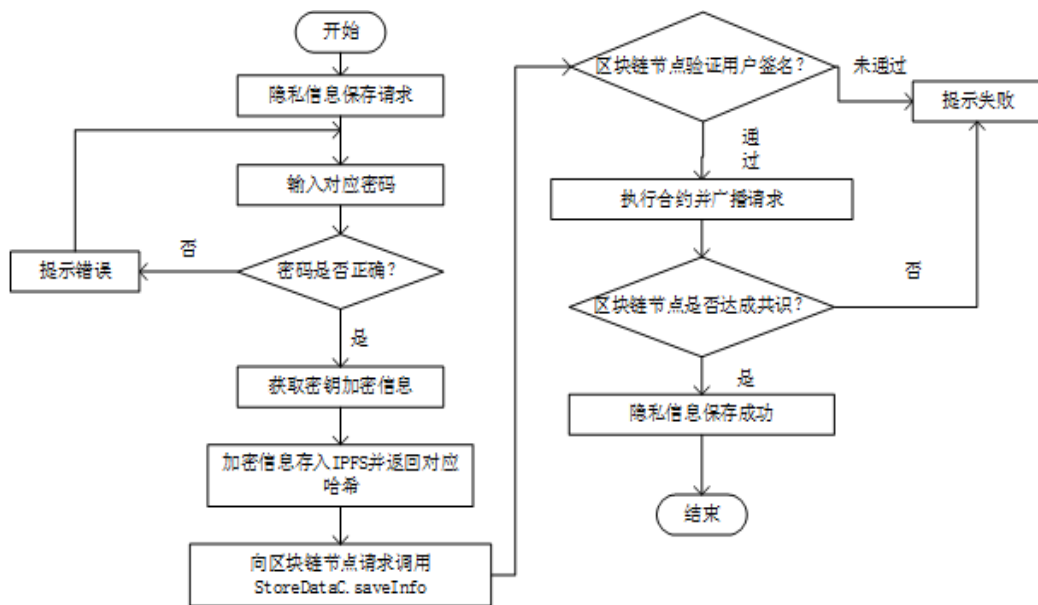 开始
隐私信息保存请求
输入对应密码
密码是否正确？
否
提示错误
是
获取密钥加密信息
加密信息存入IPFS并返回对应
哈希
向区块链节点请求调用
StoreDataC.saveInfo
区块链节点验证用户签名？
未通过
提示失败
通
过
执行合约并广播请求
区块链节点是否达成共识？
否
是
隐私信息保存成功
结束